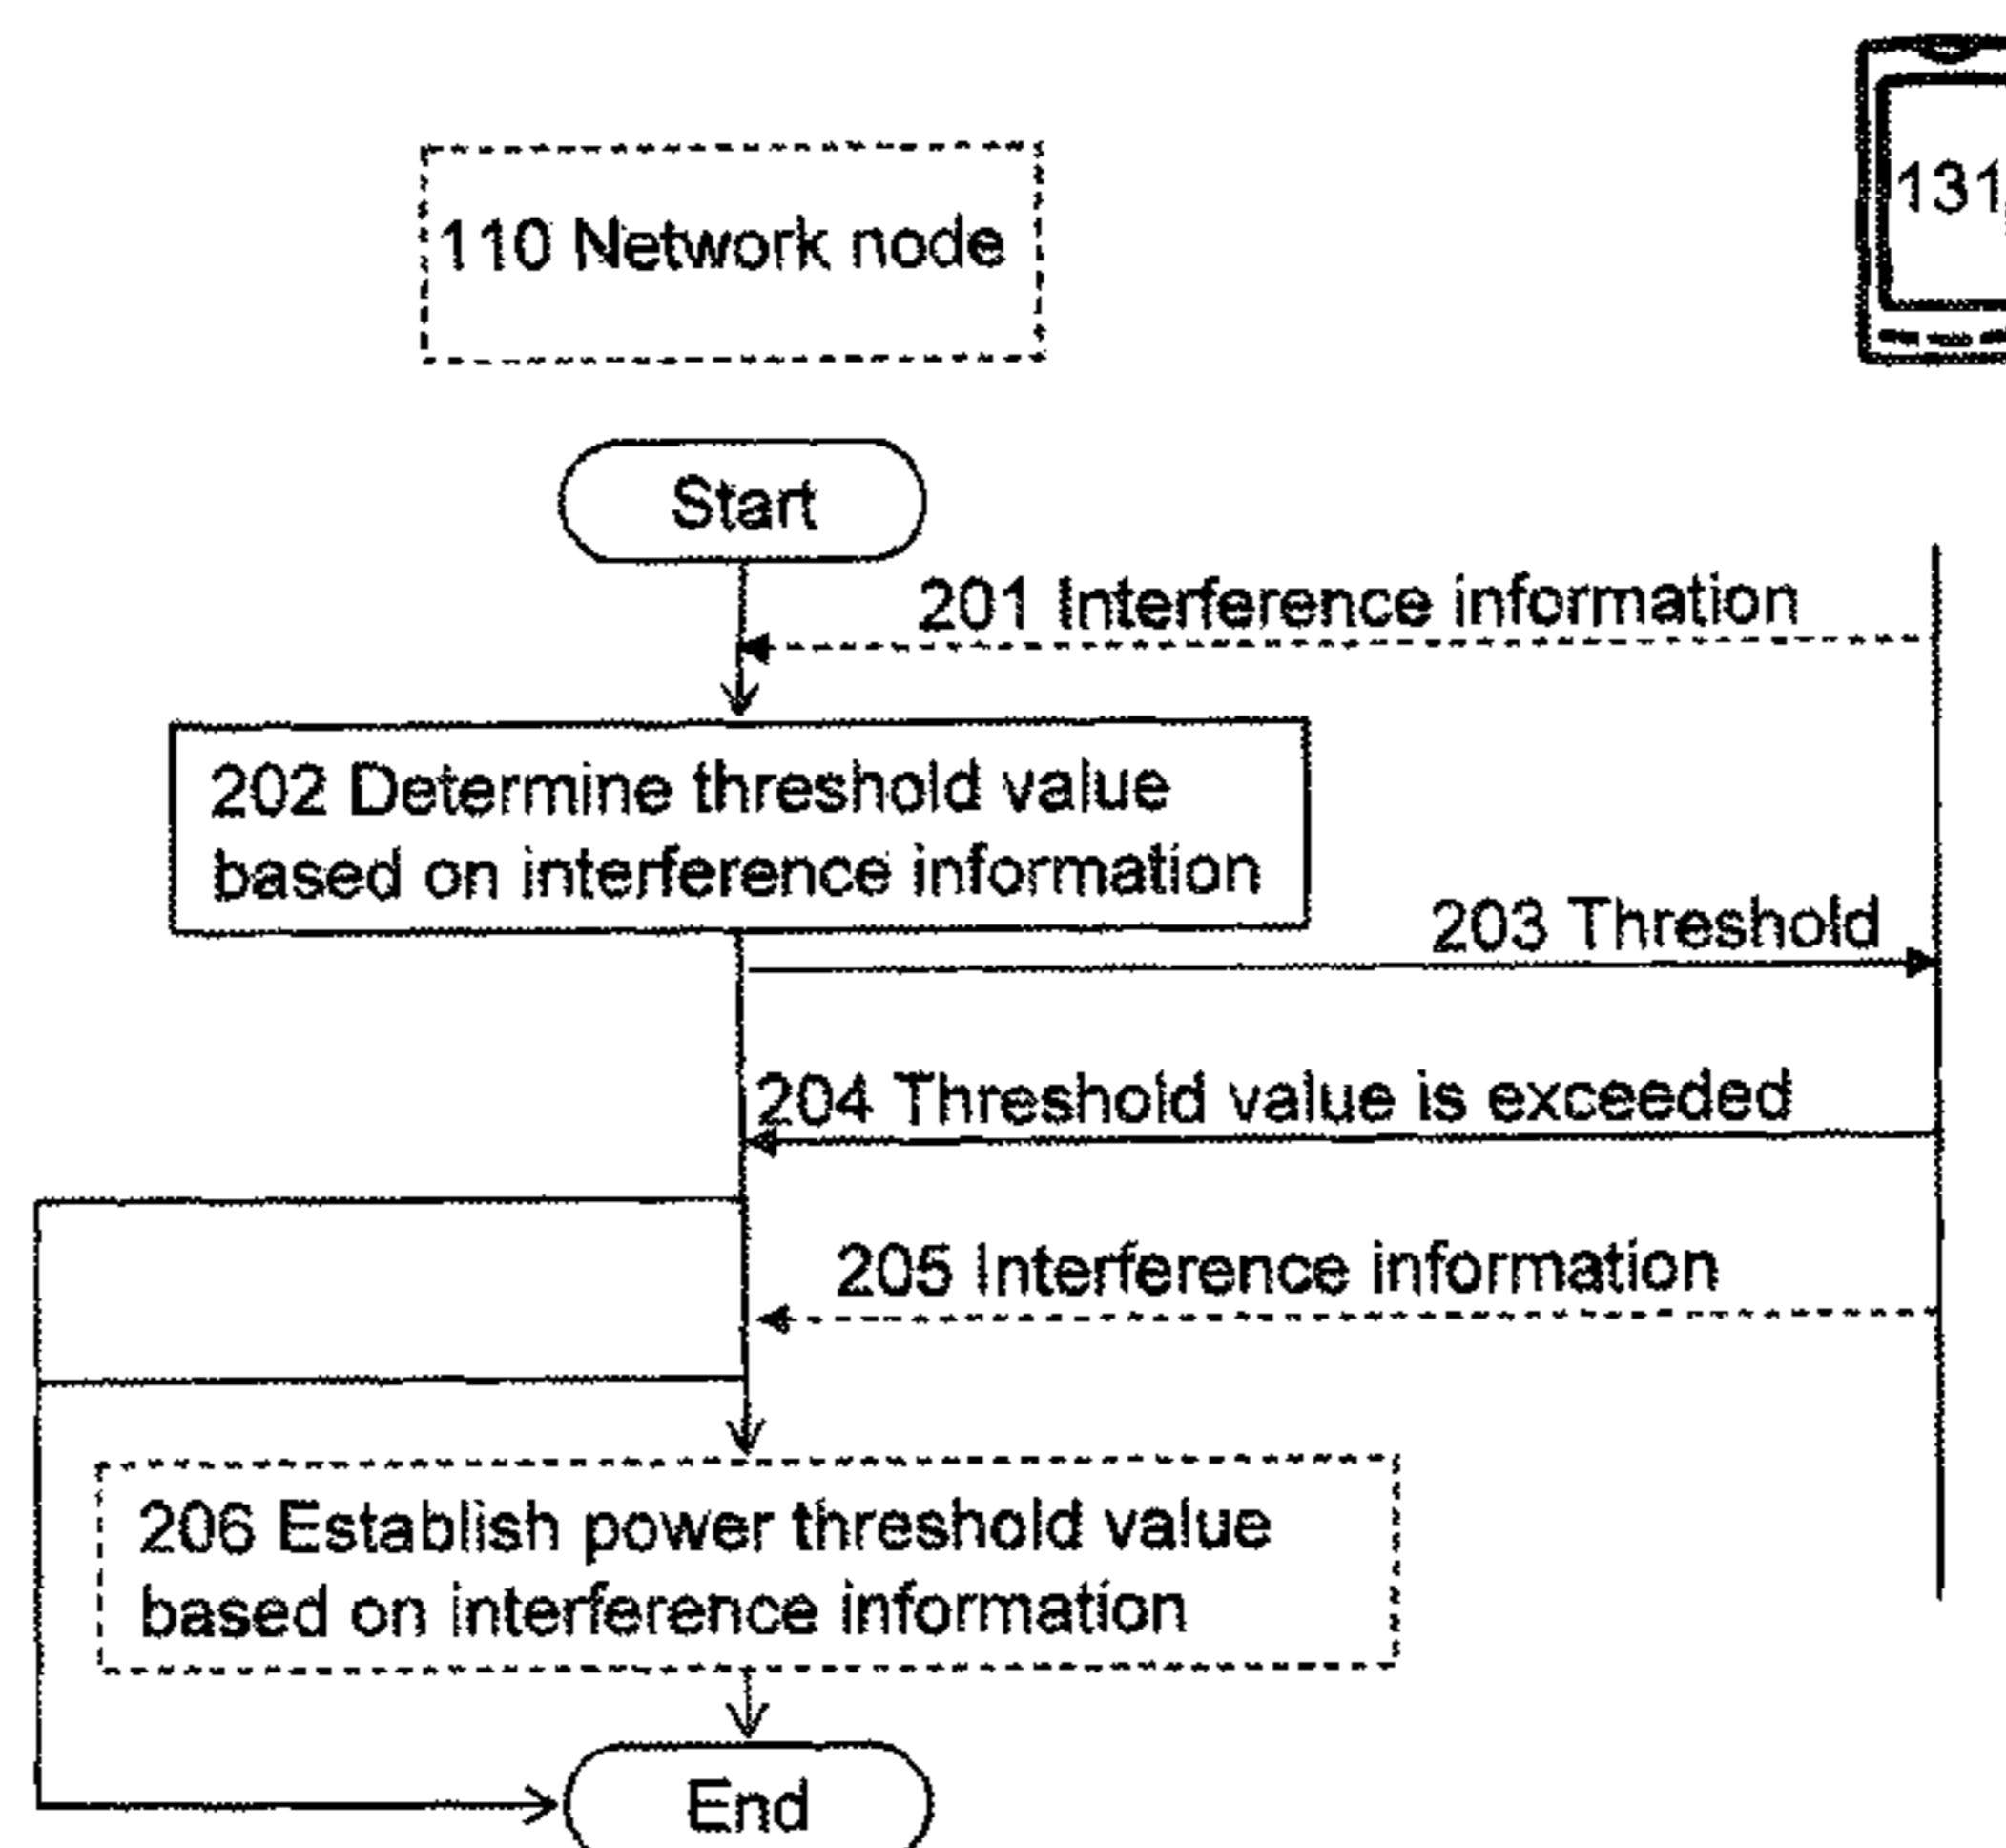 131
110 Network node
Start
201 Interference information
202 Determine threshold value
based on interference information
203 Threshold
204 Threshold value is exceeded
205 Interference information
206 Establish power threshold value
based on interference information
End